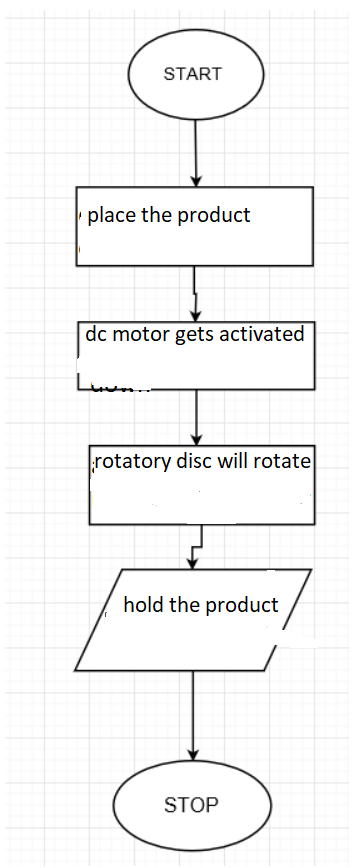 START
place the product
dc motor gets activated
rotatory disc will rotate
hold the product
STOP